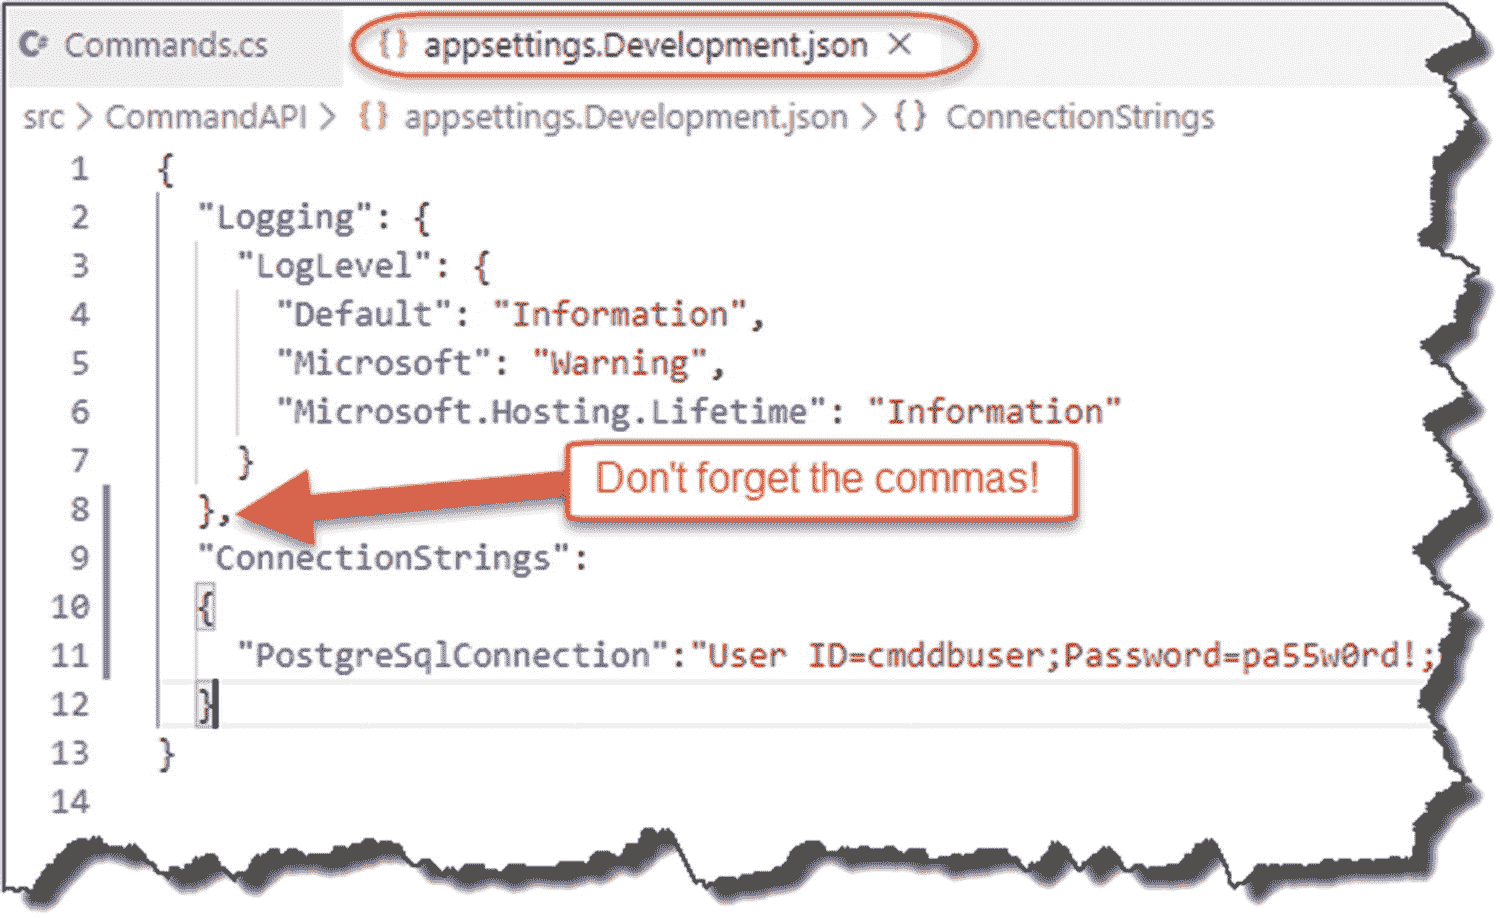 Commands.cs {} appsettings.Development.json ×
src > CommandAPI > {} appsettings.Development.json > {} ConnectionStrings
1 {
2 "Logging": {
3 "LogLevel": {
4 "Default": "Information",
5 "Microsoft": "Warning",
6 "Microsoft.Hosting.Lifetime": "Information"
7 }
Don't forget the commas!
8 },
9 "ConnectionStrings":
10 {
11 "PostgreSqlConnection":"User ID=cmddbuser;Password=pa55w0rd!;
12 }
13 }
14